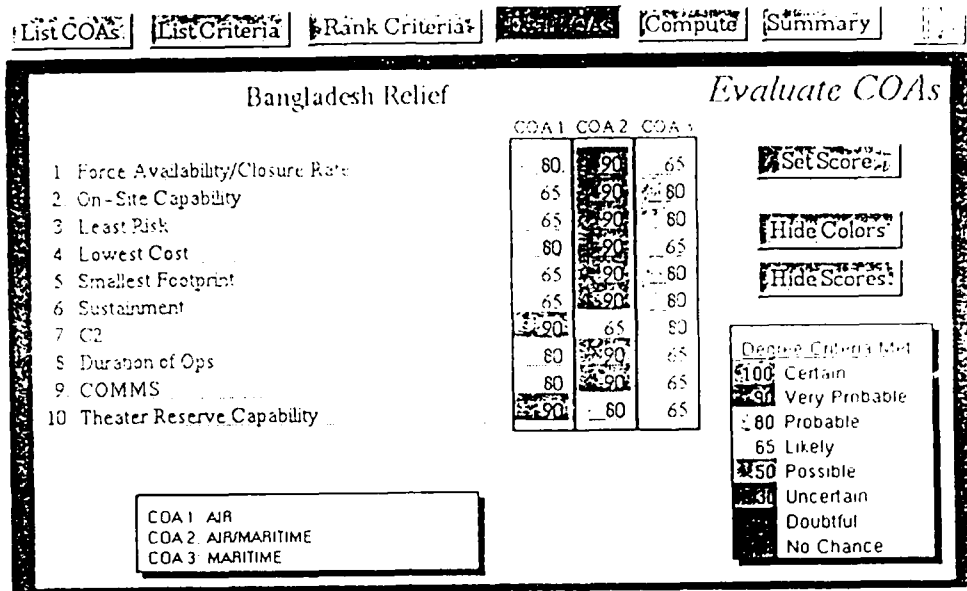 List COAs List Criteria Rank Criteria COAs Compute Summary
Bangladesh Relief
Evaluate COAs
COA 1 COA 2 COA 3
1 Force Availability/Closure Rate 80 90 65
2 On-Site Capability 65 90 80
3 Least Risk 65 90 80
4 Lowest Cost 80 90 65
5 Smallest Footprint 65 90 80
6 Sustainment 65 90 80
7 C2 90 65 80
8 Duration of Ops 80 90 65
9 COMMS 80 90 65
10 Theater Reserve Capability 90 80 65
Set Score
Hide Colors
Hide Scores
Degree Criteria Met
100 Certain
90 Very Probable
80 Probable
65 Likely
50 Possible
30 Uncertain
Doubtful
No Chance
COA 1 AIR
COA 2 AIR/MARITIME
COA 3 MARITIME